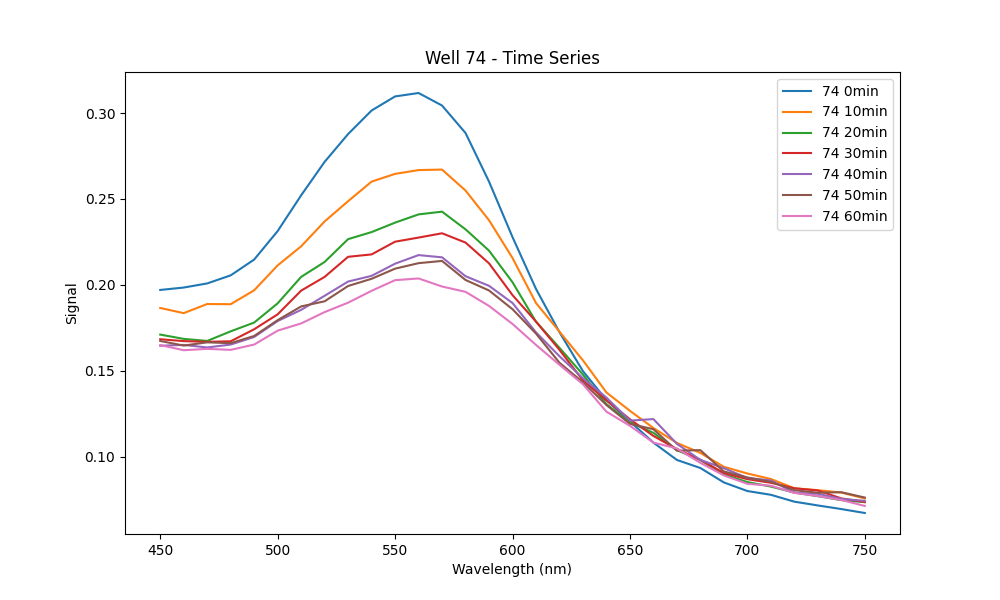 Well 74 - Time Series
74 0min
74 10min
74 20min
74 30min
74 40min
74 50min
74 60min
Signal
0.30
0.25
0.20
0.15
0.10
450 500 550 600 650 700 750
Wavelength (nm)